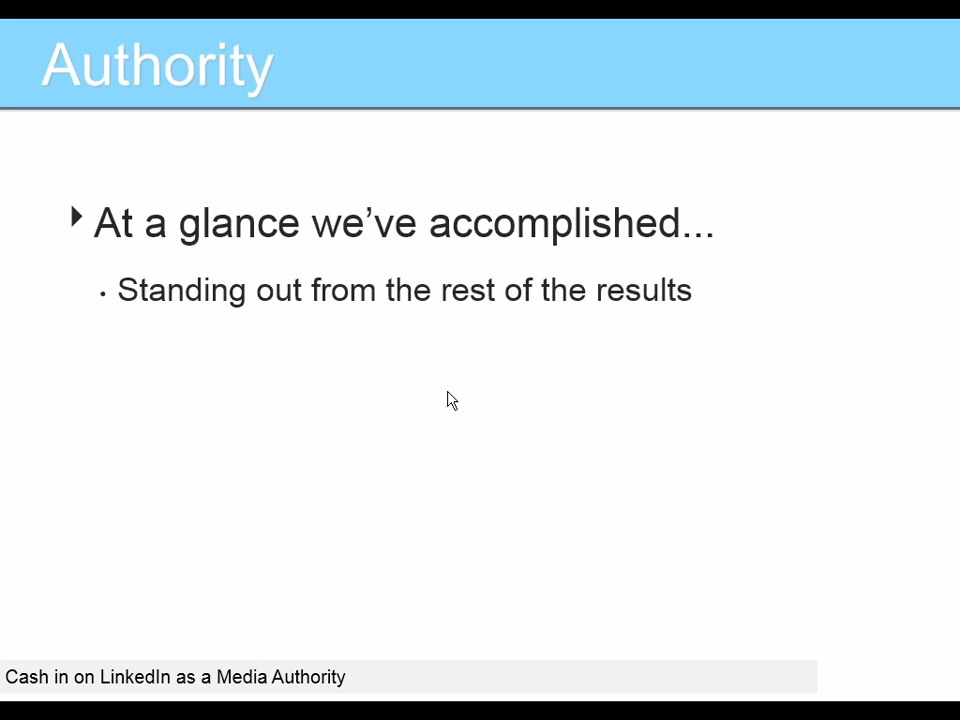 Authority
At a glance we’ve accomplished...
Standing out from the rest of the results
Cash in on LinkedIn as a Media Authority